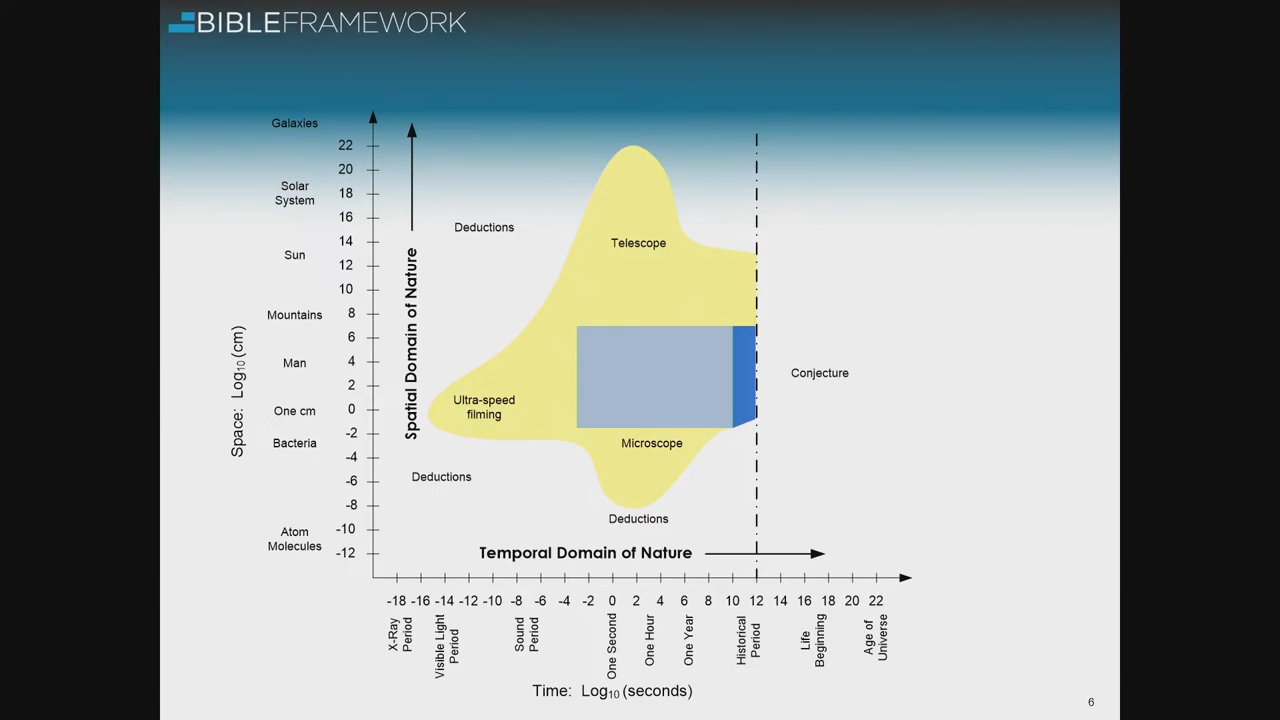 BIBLEFRAMEWORK
Galaxies
Solar
System
Sun
Mountains
Man
One cm
Bacteria
Atom
Molecules
Space: Log10 (cm)
22
20
18
16
14
12
10
8
6
4
2
0
-2
-4
-6
-8
-10
-12
Spatial Domain of Nature
Deductions
Telescope
Ultra-speed
filming
Microscope
Conjecture
Deductions
Deductions
Temporal Domain of Nature
-18 -16 -14 -12 -10 -8 -6 -4 -2 0 2 4 6 8 10 12 14 16 18 20 22
X-Ray
Period
Visible Light
Period
Sound
Period
One Second
One Hour
One Year
Historical
Period
Life
Beginning
Age of
Universe
Time: Log10 (seconds)
6